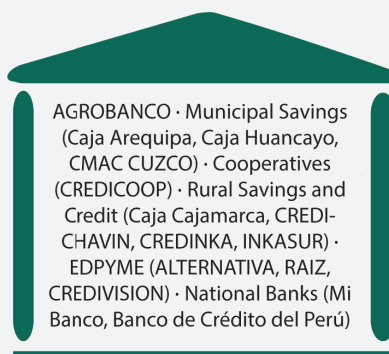 AGROBANCO · Municipal Savings
(Caja Arequipa, Caja Huancayo,
CMAC CUZCO) · Cooperatives
(CREDICOOP) · Rural Savings and
Credit (Caja Cajamarca, CREDI-
CHAVIN, CREDINKA, INKASUR) ·
EDPYME (ALTERNATIVA, RAIZ,
CREDIVISION) · National Banks (Mi
Banco, Banco de Crédito del Perú)